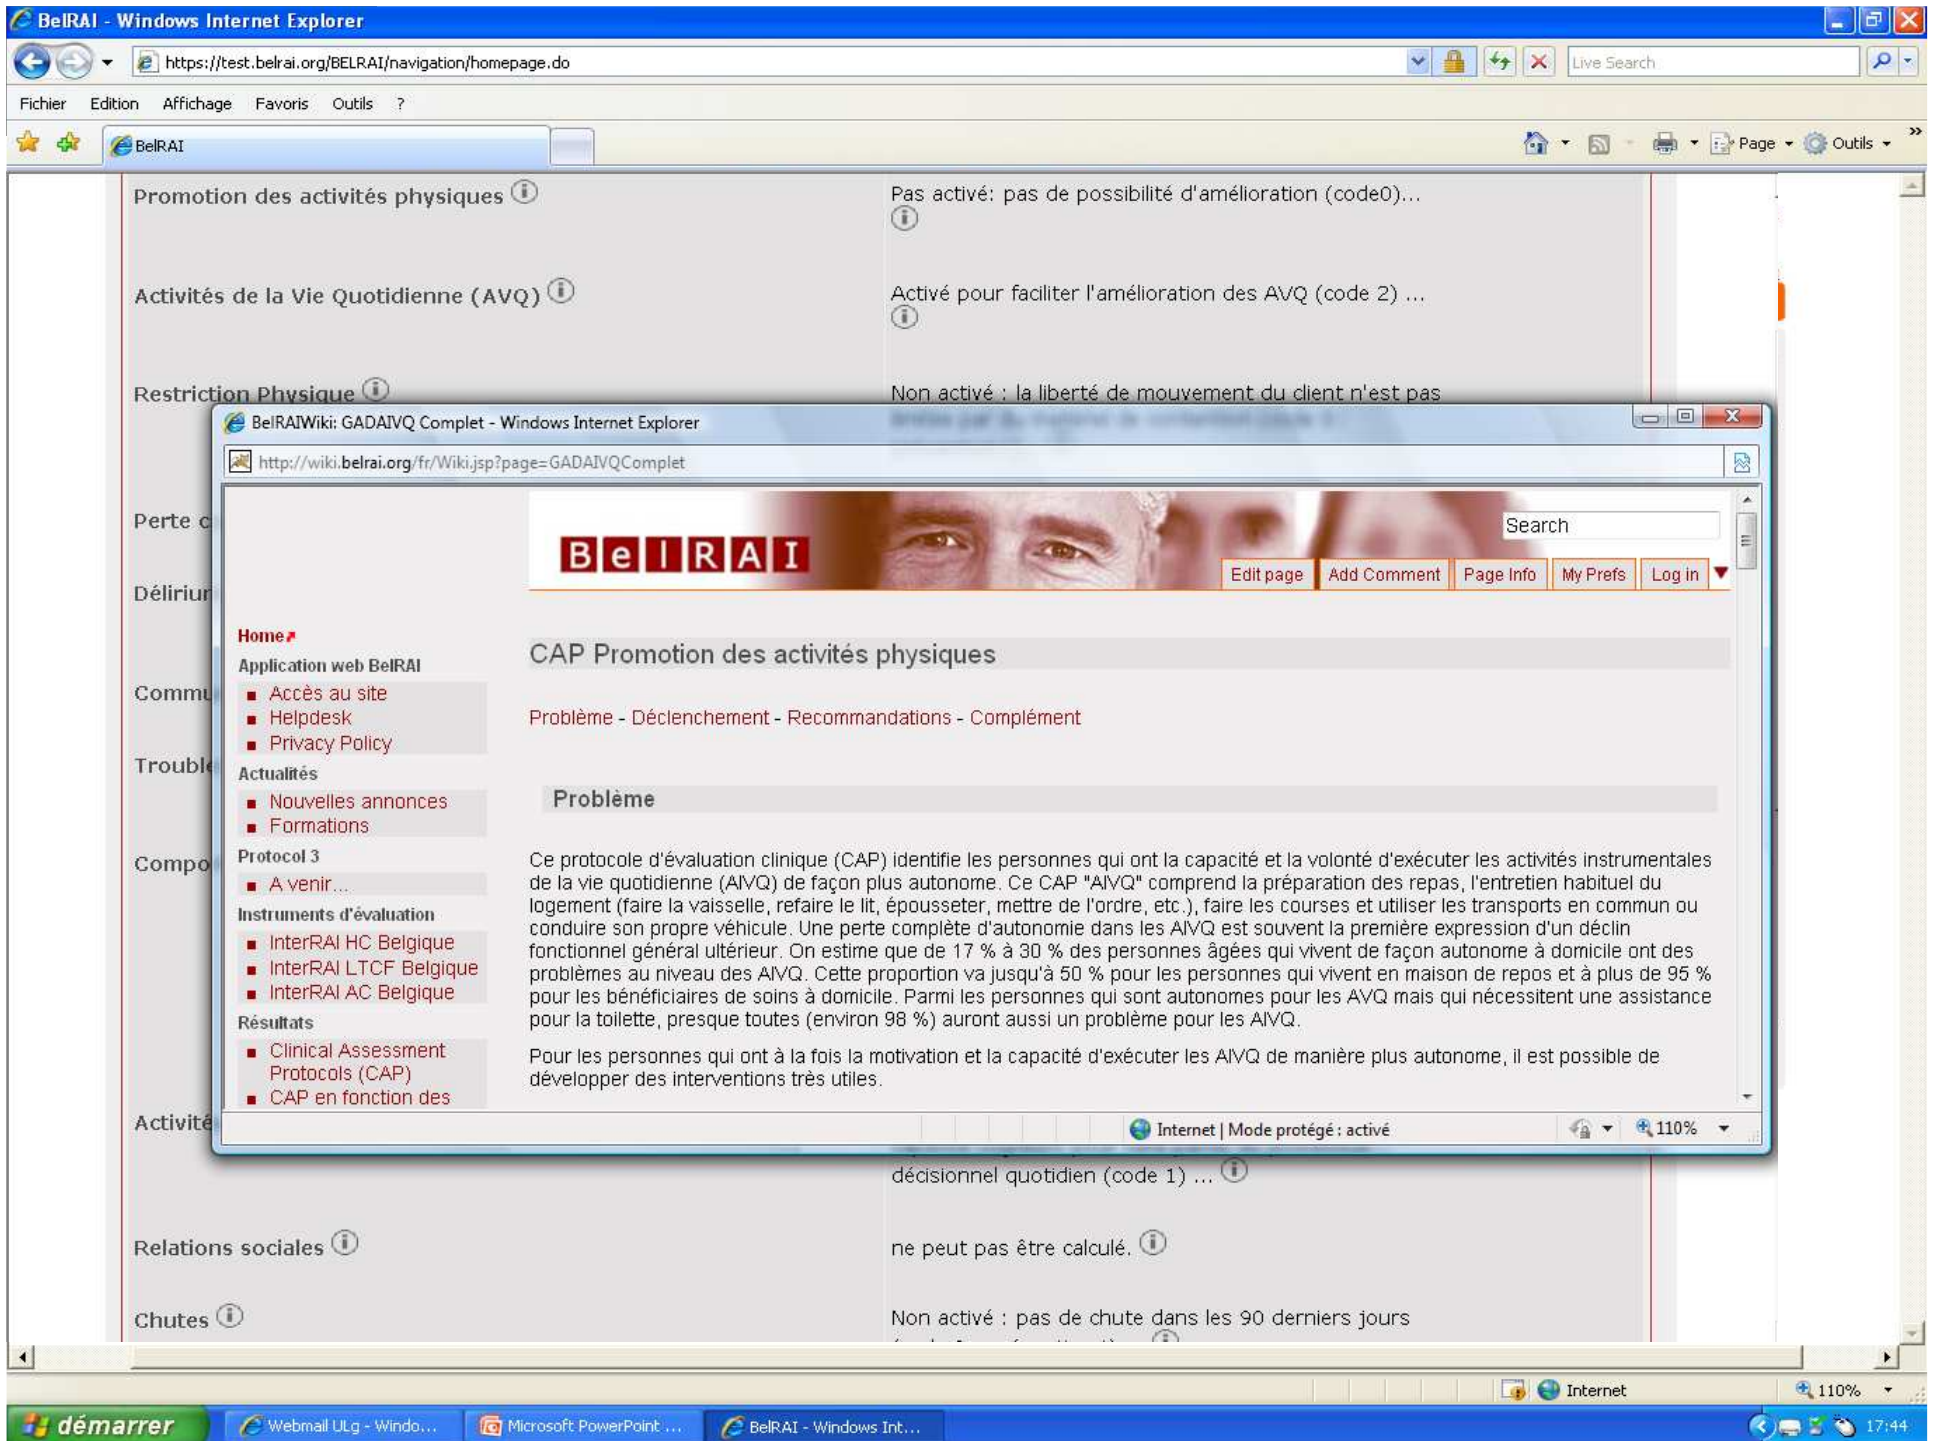 BelRAI - Windows Internet Explorer
https://test.belrai.org/BELRAI/navigation/homepage.do
Live Search
Fichier Edition Affichage Favoris Outils ?
BelRAI
Page Outils »
Promotion des activités physiques
Pas activé: pas de possibilité d'amélioration (code0)...
Activités de la Vie Quotidienne (AVQ)
Activé pour faciliter l'amélioration des AVQ (code 2) ...
Restriction Physique
Non activé : la liberté de mouvement du client n'est pas
BelRAIWiki: GADAIVQ Complet - Windows Internet Explorer
http://wiki.belrai.org/fr/Wiki.jsp?page=GADAIVQComplet
Perte c
Déliriu
Commu
Trouble
Compo
Activité
BelRAI
Search
Edit page Add Comment Page Info My Prefs Log in
Home
Application web BelRAI
Accès au site
Helpdesk
Privacy Policy
Actualités
Nouvelles annonces
Formations
Protocol 3
A venir...
Instruments d'évaluation
InterRAI HC Belgique
InterRAI LTCF Belgique
InterRAI AC Belgique
Résultats
Clinical Assessment
Protocols (CAP)
CAP en fonction des
CAP Promotion des activités physiques
Problème - Déclenchement - Recommandations - Complément
Problème
Ce protocole d'évaluation clinique (CAP) identifie les personnes qui ont la capacité et la volonté d'exécuter les activités instrumentales
de la vie quotidienne (AIVQ) de façon plus autonome. Ce CAP "AIVQ" comprend la préparation des repas, l'entretien habituel du
logement (faire la vaisselle, refaire le lit, épousseter, mettre de l'ordre, etc.), faire les courses et utiliser les transports en commun ou
conduire son propre véhicule. Une perte complète d'autonomie dans les AIVQ est souvent la première expression d'un déclin
fonctionnel général ultérieur. On estime que de 17 % à 30 % des personnes âgées qui vivent de façon autonome à domicile ont des
problèmes au niveau des AIVQ. Cette proportion va jusqu'à 50 % pour les personnes qui vivent en maison de repos et à plus de 95 %
pour les bénéficiaires de soins à domicile. Parmi les personnes qui sont autonomes pour les AVQ mais qui nécessitent une assistance
pour la toilette, presque toutes (environ 98 %) auront aussi un problème pour les AIVQ.
Pour les personnes qui ont à la fois la motivation et la capacité d'exécuter les AIVQ de manière plus autonome, il est possible de
développer des interventions très utiles.
Internet | Mode protégé : activé
110%
décisionnel quotidien (code 1) ...
Relations sociales
ne peut pas être calculé.
Chutes
Non activé : pas de chute dans les 90 derniers jours
Internet
110%
démarrer
Webmail ULg - Windo...
Microsoft PowerPoint ...
BelRAI - Windows Int...
17:44